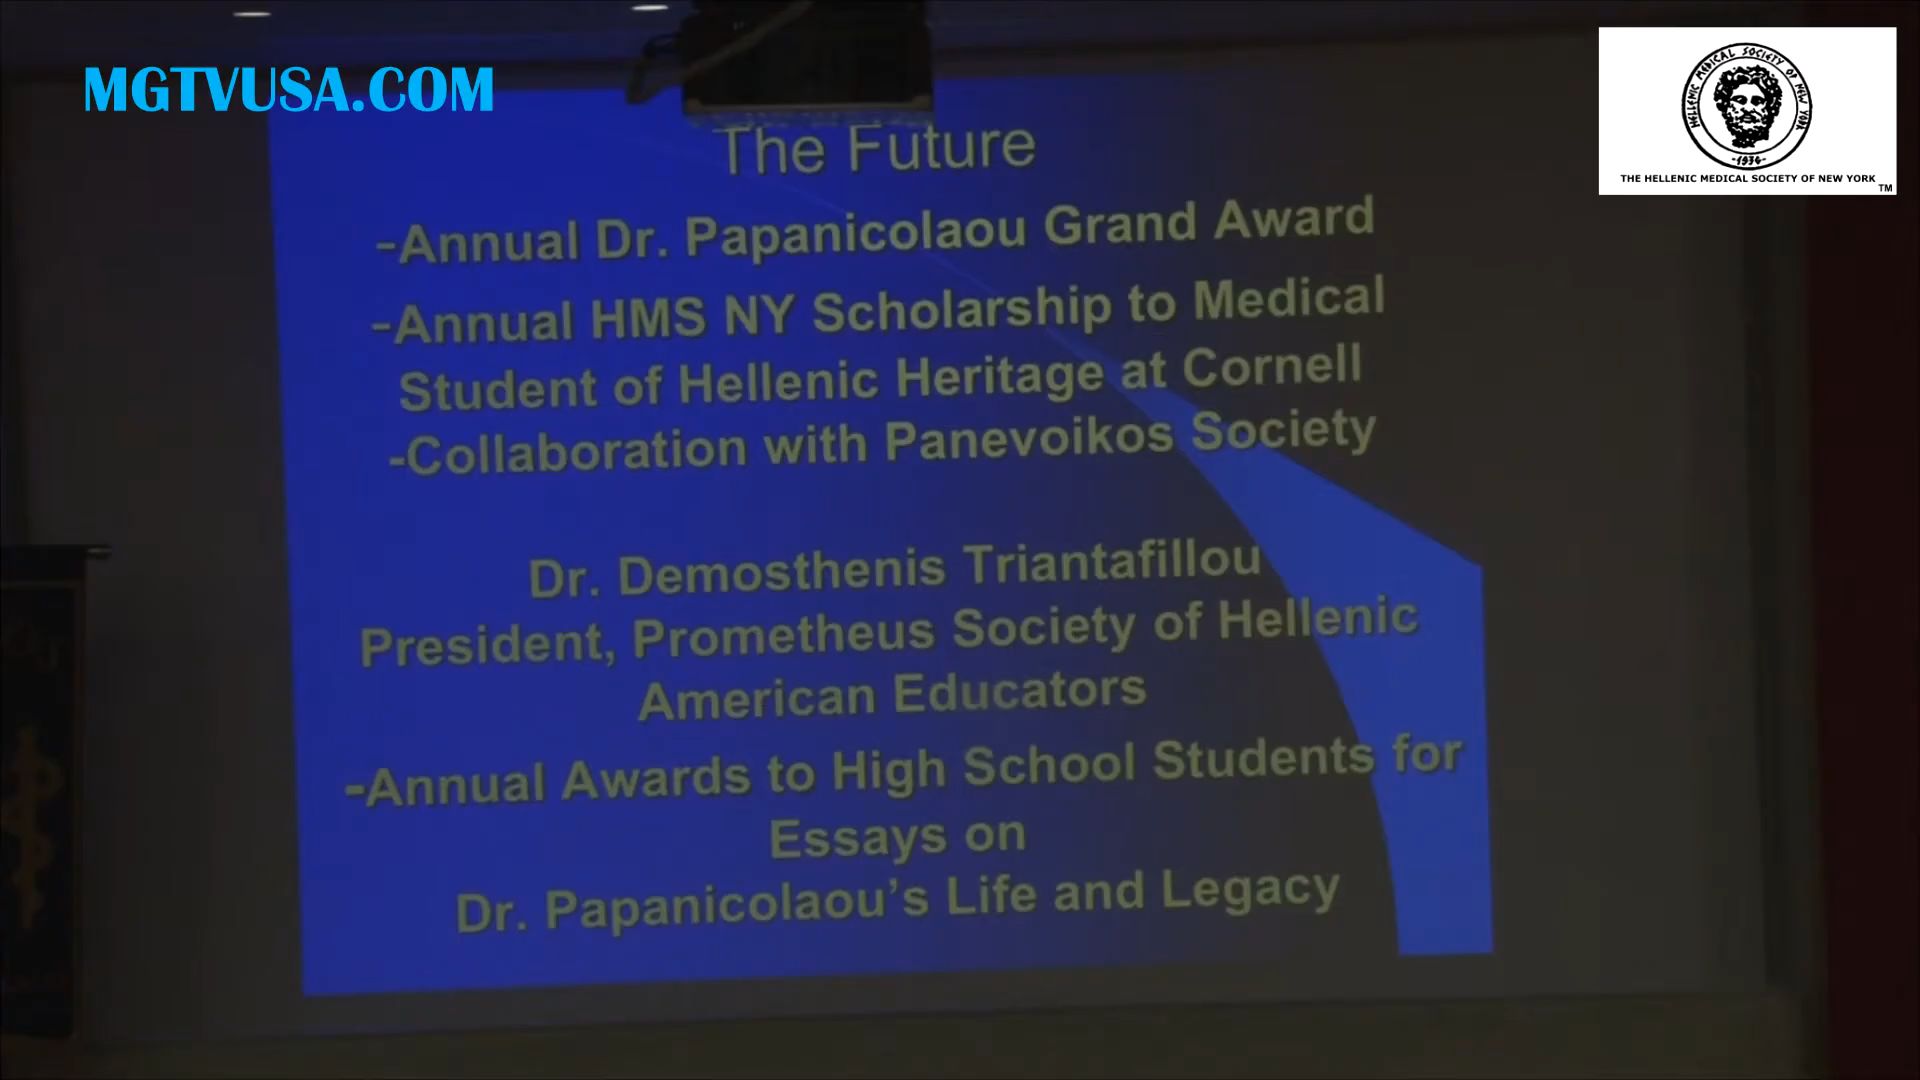 MGTVUSA.COM
HELLENIC MEDICAL SOCIETY OF NEW YORK
-1934-
THE HELLENIC MEDICAL SOCIETY OF NEW YORK
TM
The Future
-Annual Dr. Papanicolaou Grand Award
-Annual HMS NY Scholarship to Medical
Student of Hellenic Heritage at Cornell
-Collaboration with Panevoikos Society
Dr. Demosthenis Triantafillou
President, Prometheus Society of Hellenic
American Educators
-Annual Awards to High School Students for
Essays on
Dr. Papanicolaou’s Life and Legacy